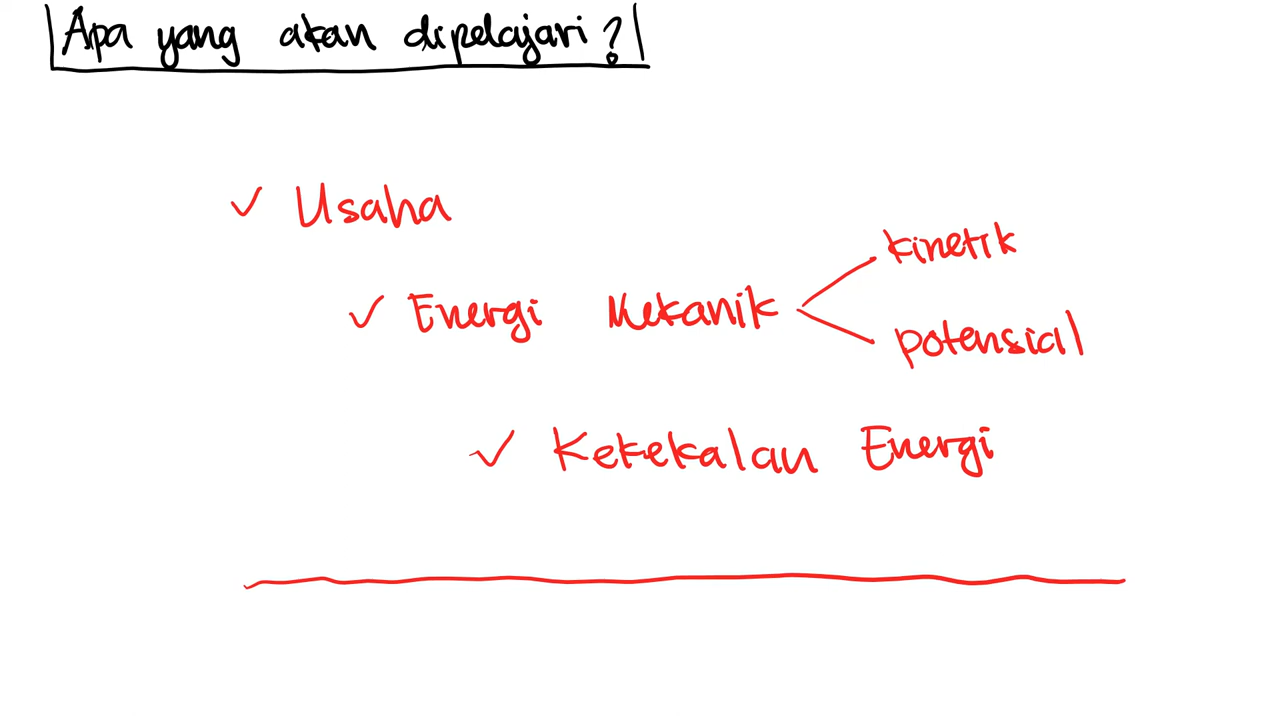 Apa yang akan dipelajari?
✓ Usaha
✓ Energi Mekanik
kinetik
potensial
✓ Kekekalan Energi